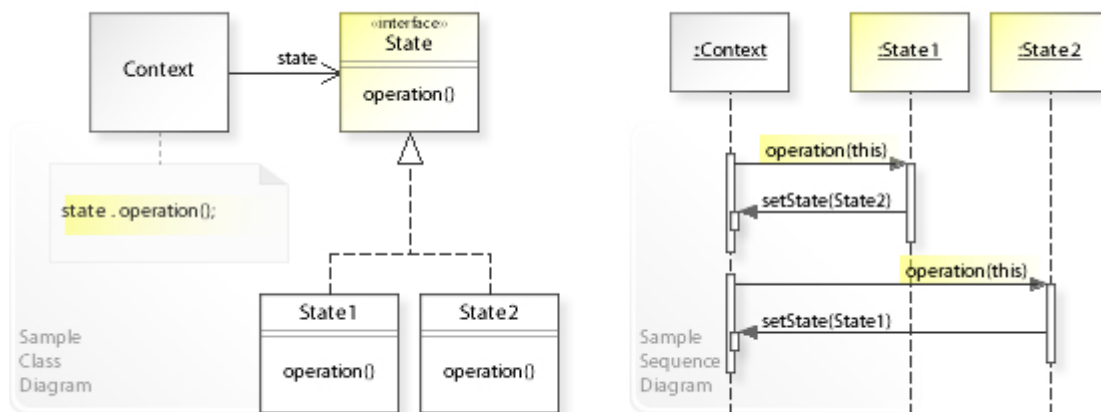 «interface»
State
operation()
Context
state
state . operation();
State1
operation()
State2
operation()
Sample
Class
Diagram
:Context
:State1
:State2
operation(this)
setState(State2)
operation(this)
setState(State1)
Sample
Sequence
Diagram